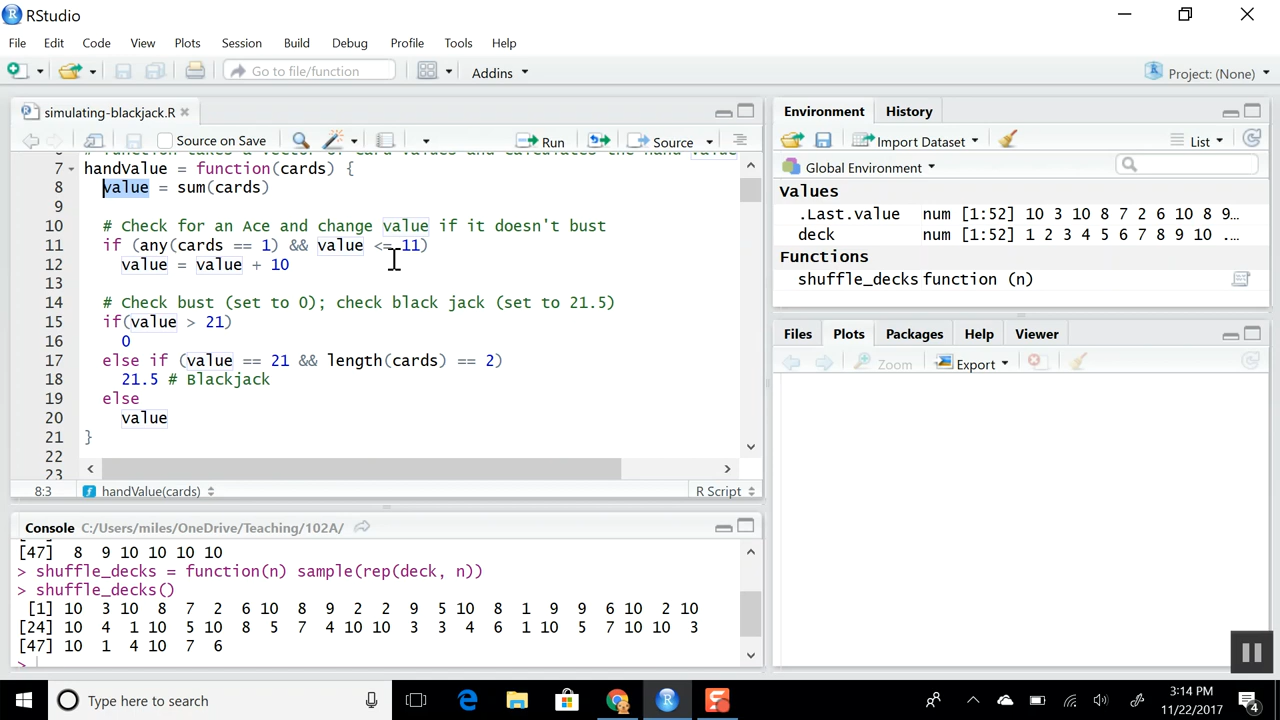 RStudio
File Edit Code View Plots Session Build Debug Profile Tools Help
Go to file/function Addins Project: (None)
simulating-blackjack.R
Source on Save Run Source
7 handValue = function(cards) {
8 value = sum(cards)
9
10 # Check for an Ace and change value if it doesn't bust
11 if (any(cards == 1) && value <= 11)
12 value = value + 10
13
14 # Check bust (set to 0); check black jack (set to 21.5)
15 if(value > 21)
16 0
17 else if (value == 21 && length(cards) == 2)
18 21.5 # Blackjack
19 else
20 value
21 }
22
23
8:3 handValue(cards) R Script
Console C:/Users/miles/OneDrive/Teaching/102A/
[47] 8 9 10 10 10 10
> shuffle_decks = function(n) sample(rep(deck, n))
> shuffle_decks()
[1] 10 3 10 8 7 2 6 10 8 9 2 2 9 5 10 8 1 9 9 6 10 2 10
[24] 10 4 1 10 5 10 8 5 7 4 10 10 3 3 4 6 1 10 5 7 10 10 3
[47] 10 1 4 10 7 6
>
Environment History
Import Dataset List
Global Environment
Values
.Last.value num [1:52] 10 3 10 8 7 2 6 10 8 9…
deck num [1:52] 1 2 3 4 5 6 7 8 9 10 .…
Functions
shuffle_decks function (n)
Files Plots Packages Help Viewer
Zoom Export
Type here to search
3:14 PM
11/22/2017
4